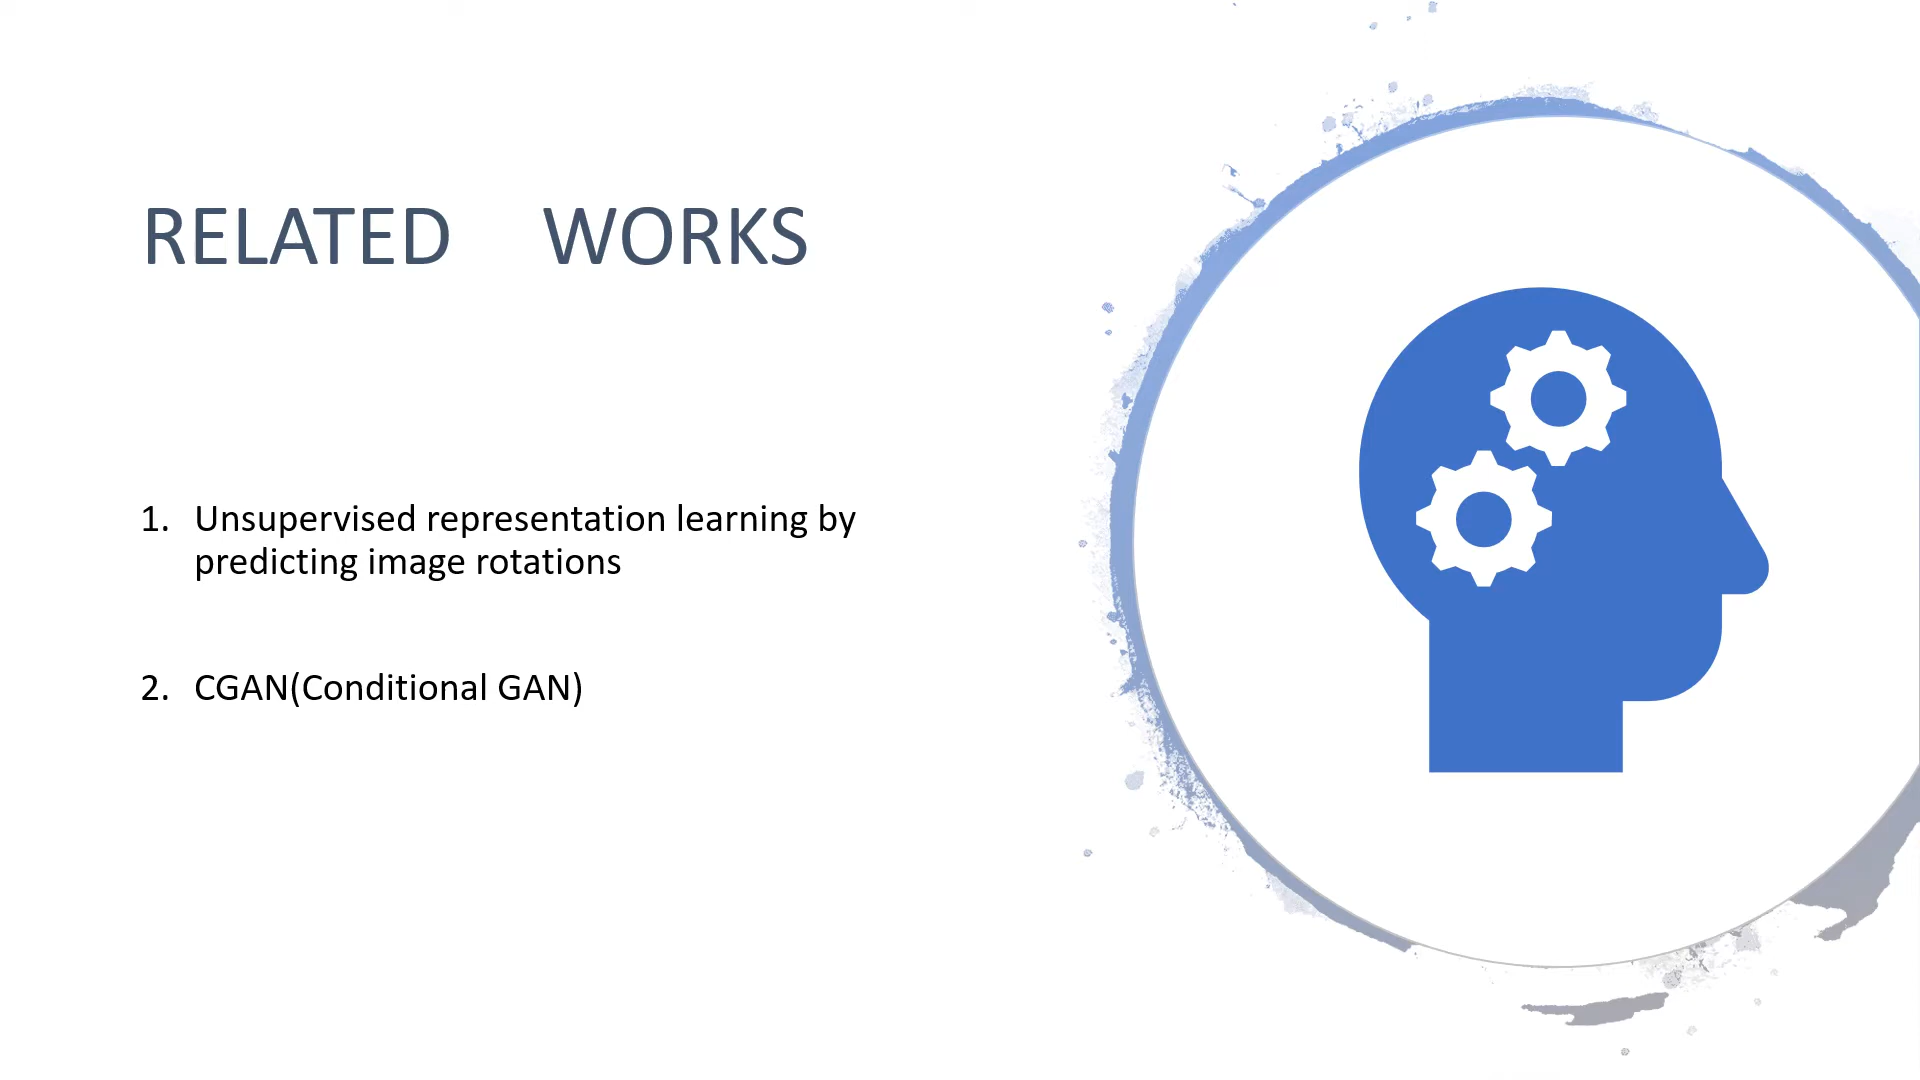 RELATED WORKS
1. Unsupervised representation learning by
predicting image rotations
2. CGAN(Conditional GAN)